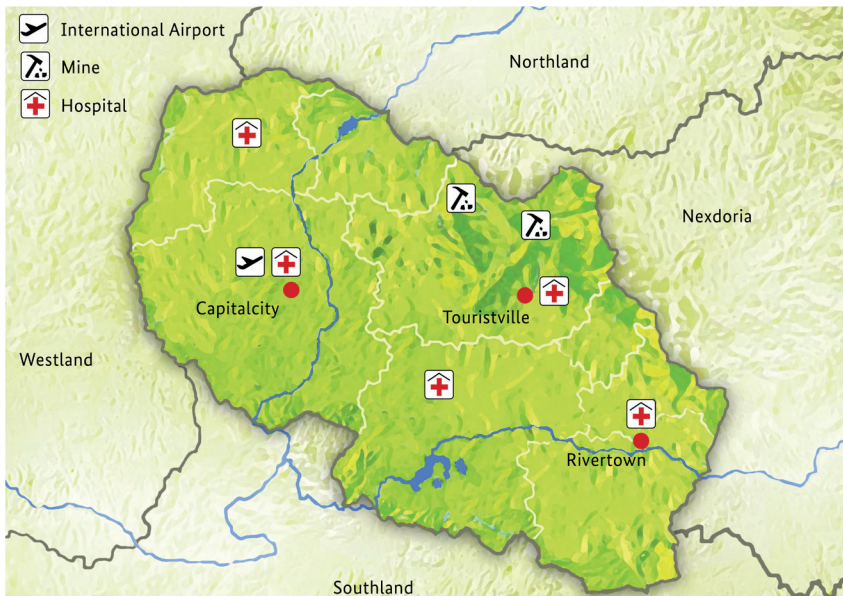 International Airport
Mine
Hospital
Northland
Nexdoria
Capitalcity
Touristville
Westland
Rivertown
Southland